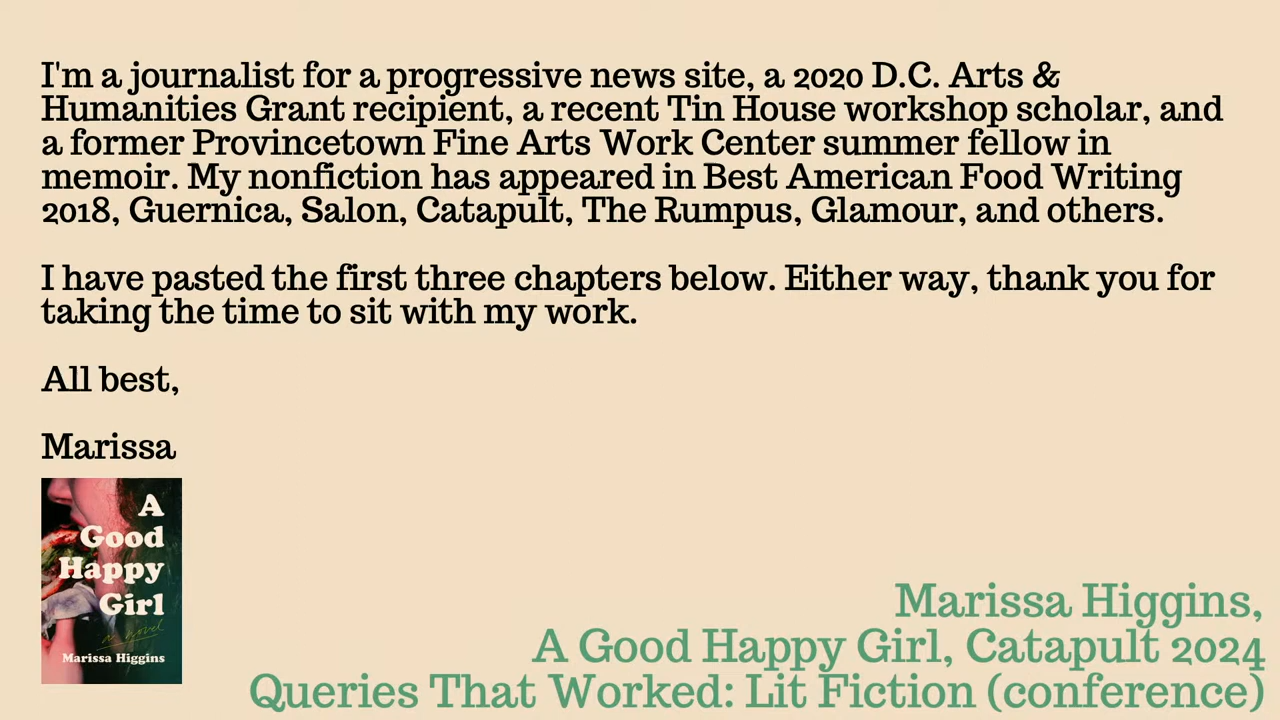 I'm a journalist for a progressive news site, a 2020 D.C. Arts &
Humanities Grant recipient, a recent Tin House workshop scholar, and
a former Provincetown Fine Arts Work Center summer fellow in
memoir. My nonfiction has appeared in Best American Food Writing
2018, Guernica, Salon, Catapult, The Rumpus, Glamour, and others.
I have pasted the first three chapters below. Either way, thank you for
taking the time to sit with my work.
All best,
Marissa
A
Good
Happy
Girl
a novel
Marissa Higgins
Marissa Higgins,
A Good Happy Girl, Catapult 2024
Queries That Worked: Lit Fiction (conference)